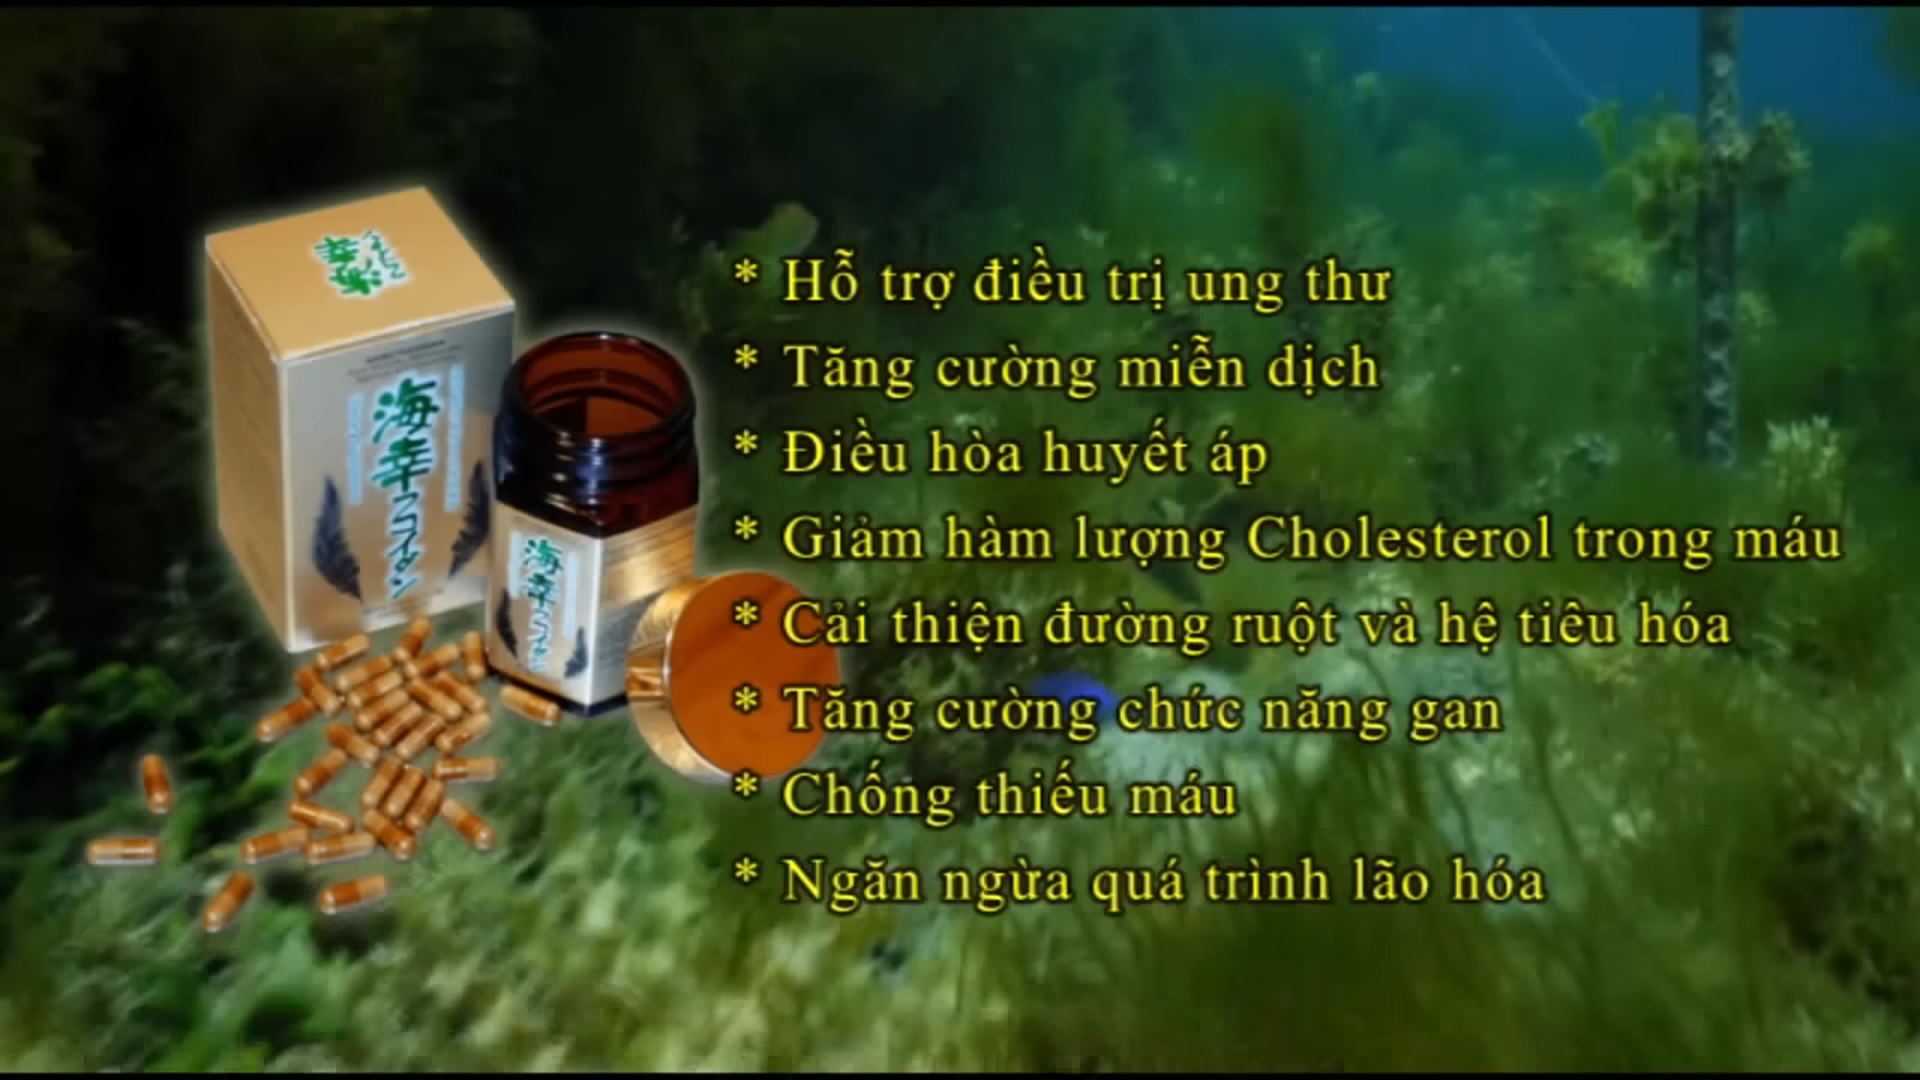 海幸フコイダン
海幸フコイダン
* Hỗ trợ điều trị ung thư
* Tăng cường miễn dịch
* Điều hòa huyết áp
* Giảm hàm lượng Cholesterol trong máu
* Cải thiện đường ruột và hệ tiêu hóa
* Tăng cường chức năng gan
* Chống thiếu máu
* Ngăn ngừa quá trình lão hóa